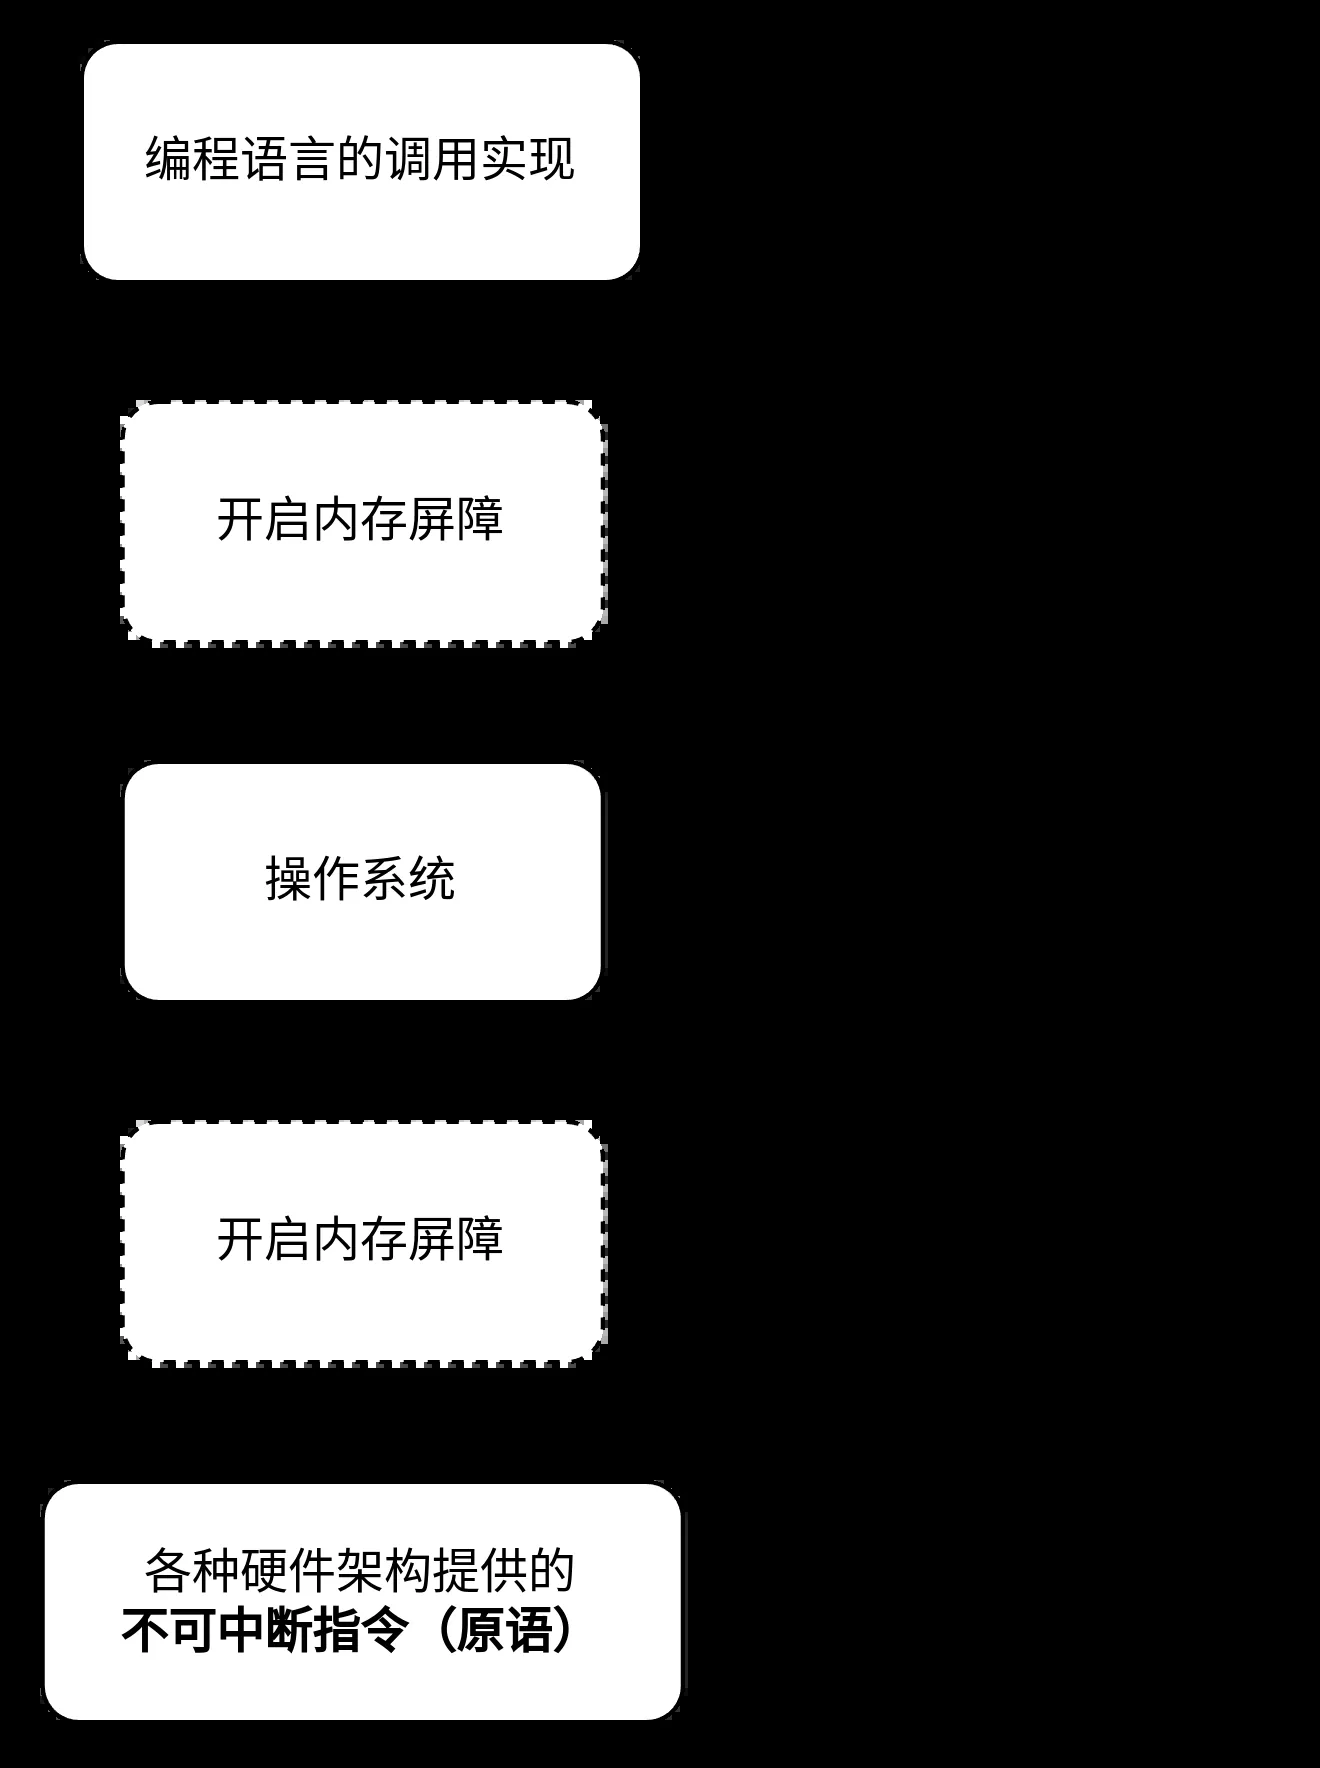 编程语言的调用实现
开启内存屏障
操作系统
开启内存屏障
各种硬件架构提供的
不可中断指令（原语）